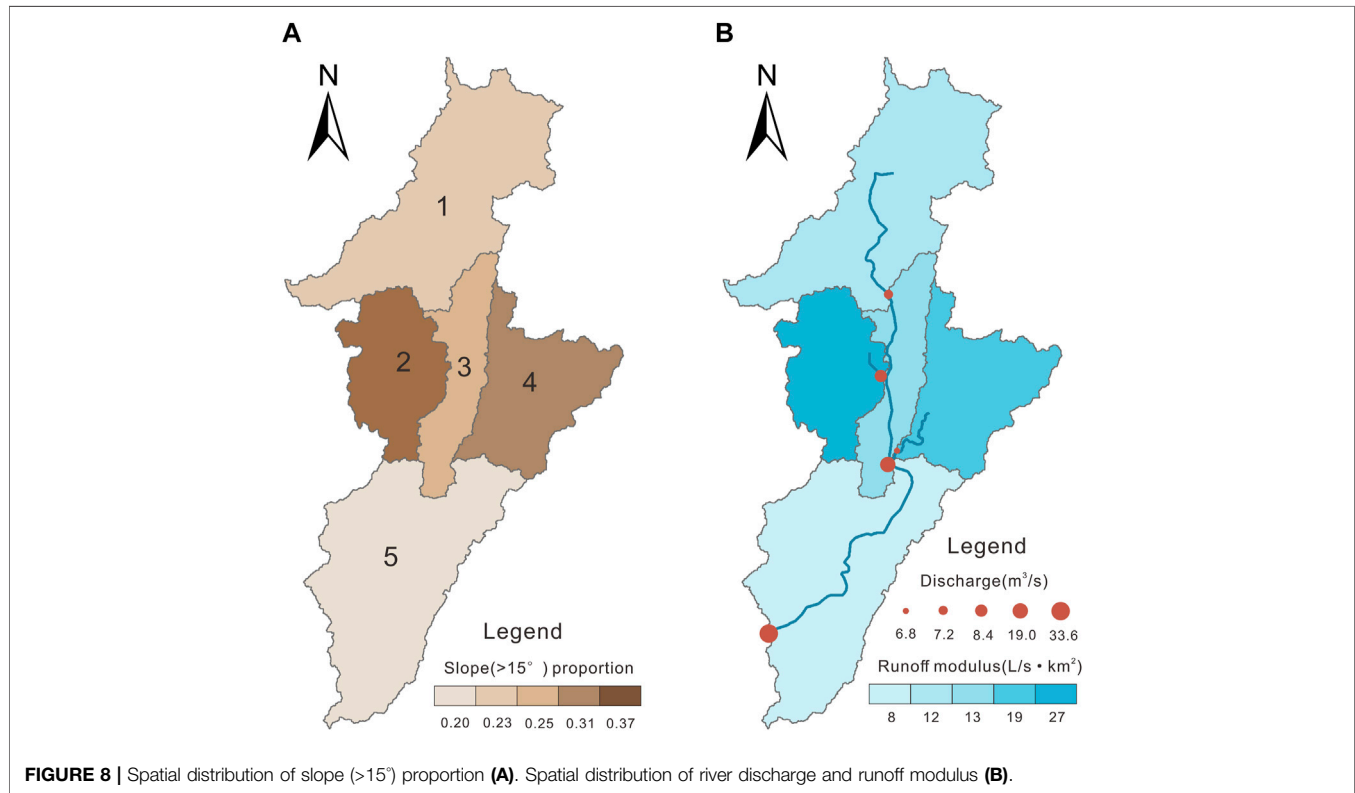 A
B
N
N
1
2
3
4
5
Legend
Slope(>15° ) proportion
0.20 0.23 0.25 0.31 0.37
Legend
Discharge(m³/s)
6.8 7.2 8.4 19.0 33.6
Runoff modulus(L/s • km²)
8 12 13 19 27
FIGURE 8 | Spatial distribution of slope (>15°) proportion (A). Spatial distribution of river discharge and runoff modulus (B).